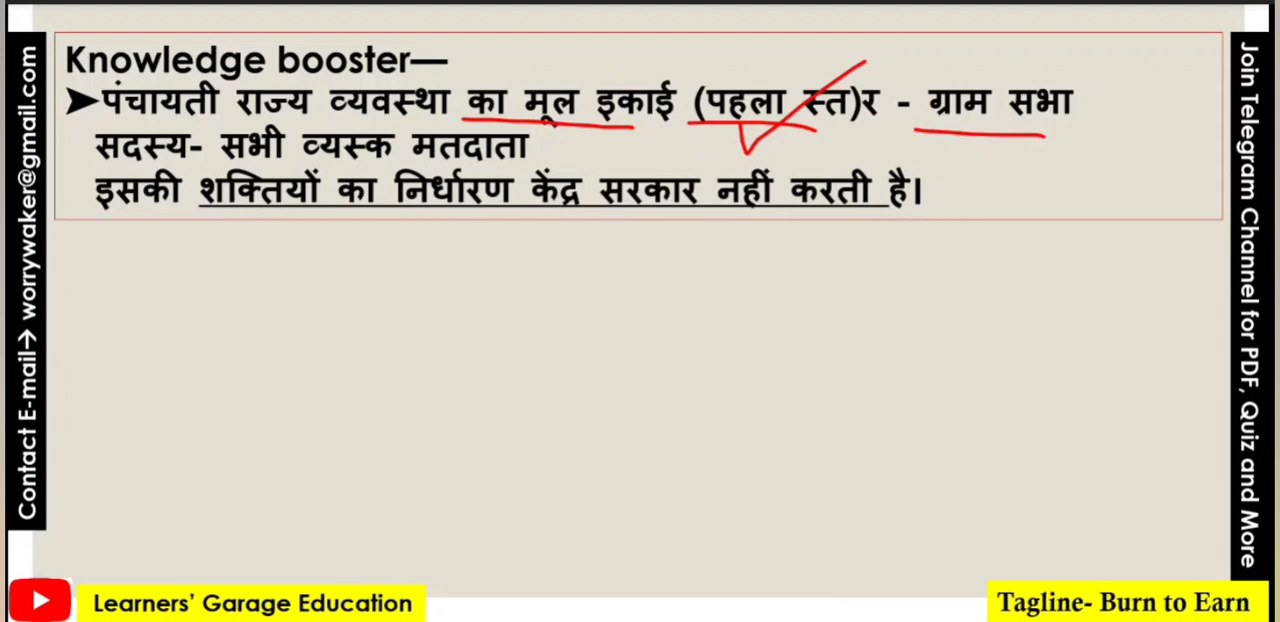 Knowledge booster—
➤पंचायती राज्य व्यवस्था का मूल इकाई (पहला स्त)र - ग्राम सभा
सदस्य- सभी व्यस्क मतदाता
इसकी शक्तियों का निर्धारण केंद्र सरकार नहीं करती है।
Contact E-mail→ worrywaker@gmail.com
Join Telegram Channel for PDF, Quiz and More
Learners’ Garage Education
Tagline- Burn to Earn